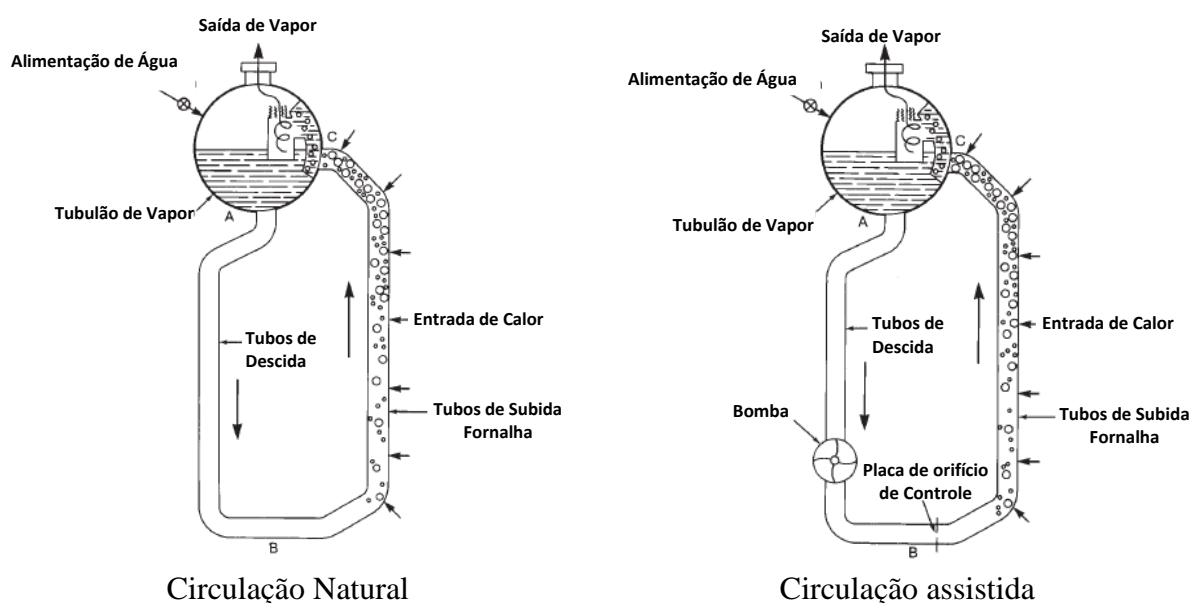 Saída de Vapor
Alimentação de Água
C
Tubulão de Vapor
A
Entrada de Calor
Tubos de
Descida
Tubos de Subida
Fornalha
B
Circulação Natural
Saída de Vapor
Alimentação de Água
C
Tubulão de Vapor
A
Tubos de
Descida
Entrada de Calor
Bomba
Tubos de Subida
Fornalha
Placa de orifício
de Controle
B
Circulação assistida